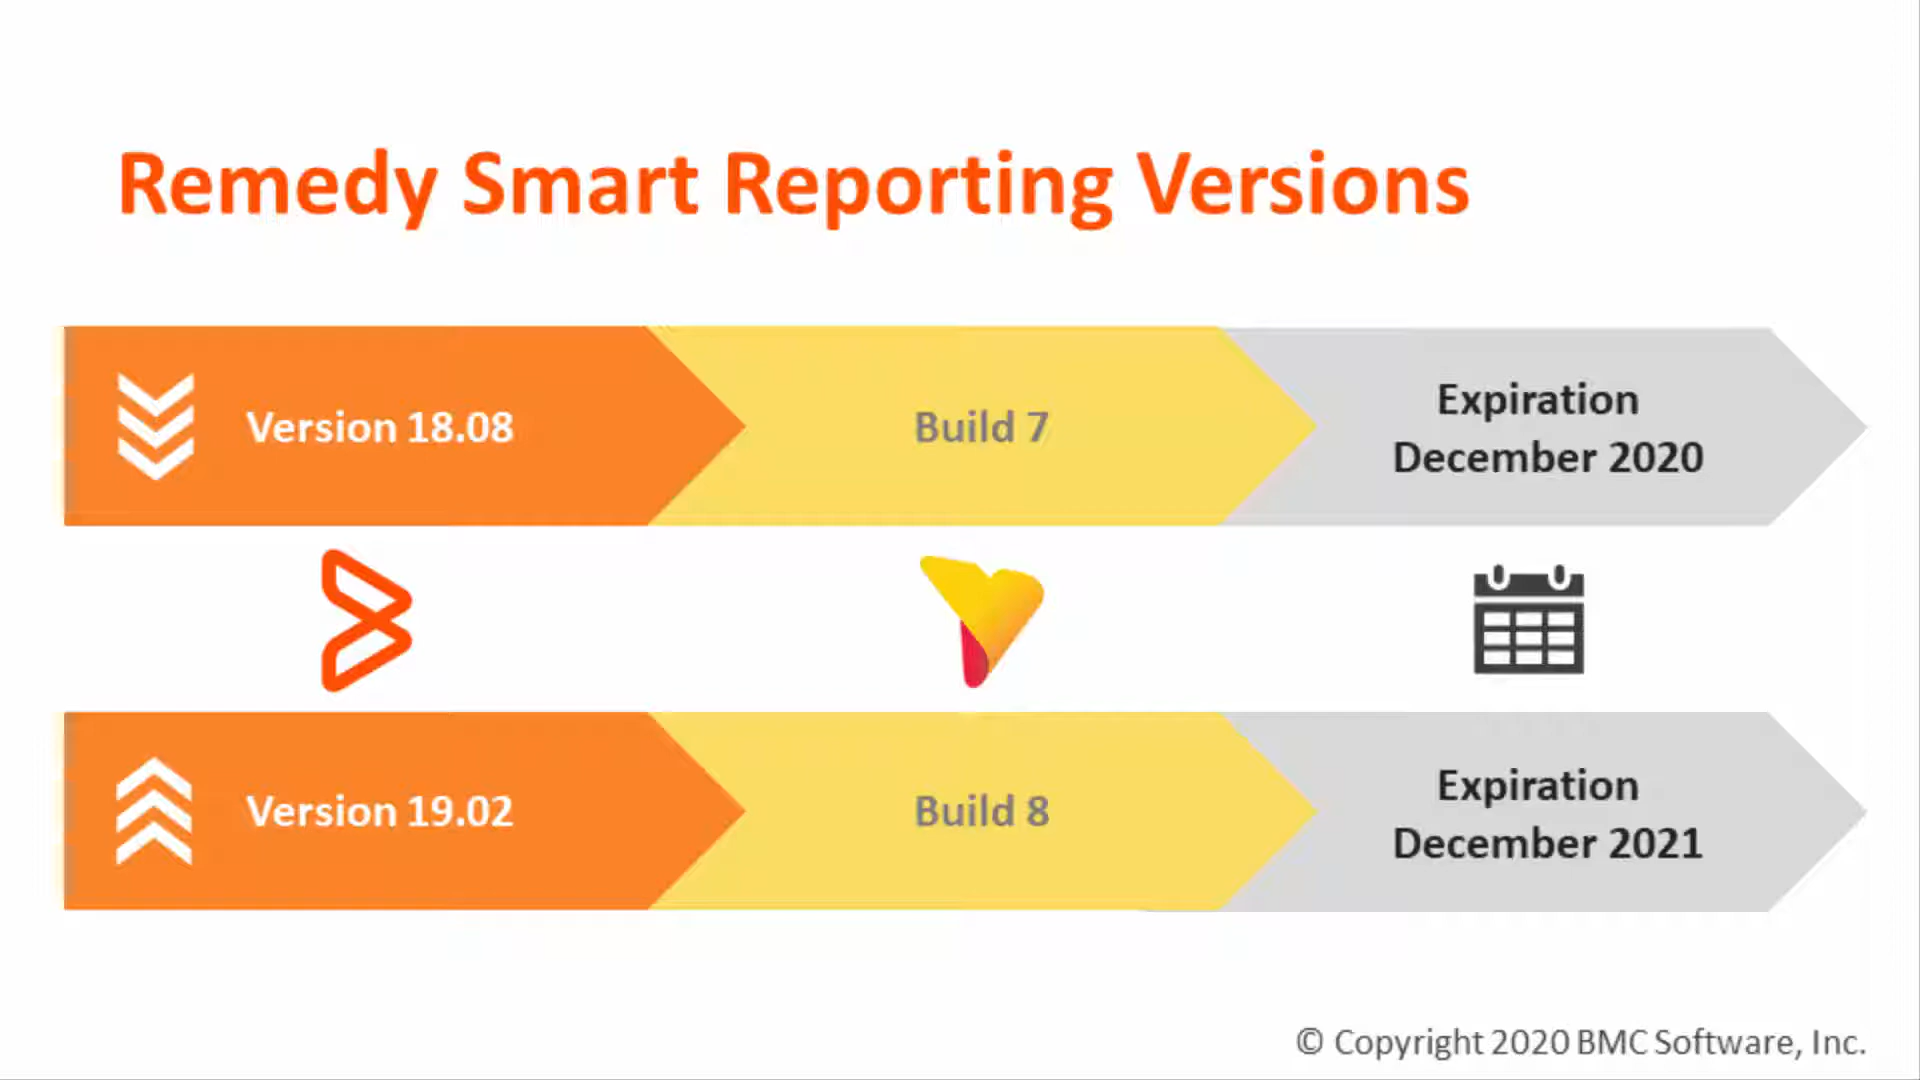 Remedy Smart Reporting Versions
Version 18.08
Build 7
Expiration
December 2020
Version 19.02
Build 8
Expiration
December 2021
© Copyright 2020 BMC Software, Inc.